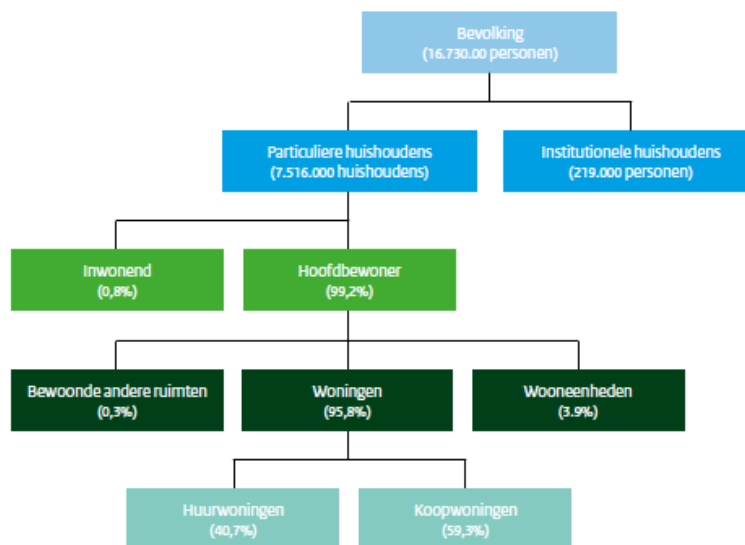 Bevolking
(16.730.00 personen)
Particuliere huishoudens
(7.516.000 huishoudens)
Institutionele huishoudens
(219.000 personen)
Inwonend
(0,8%)
Hoofdbewoner
(99,2%)
Bewoonde andere ruimten
(0,3%)
Woningen
(95,8%)
Wooneenheden
(3.9%)
Huurwoningen
(40,7%)
Koopwoningen
(59,3%)